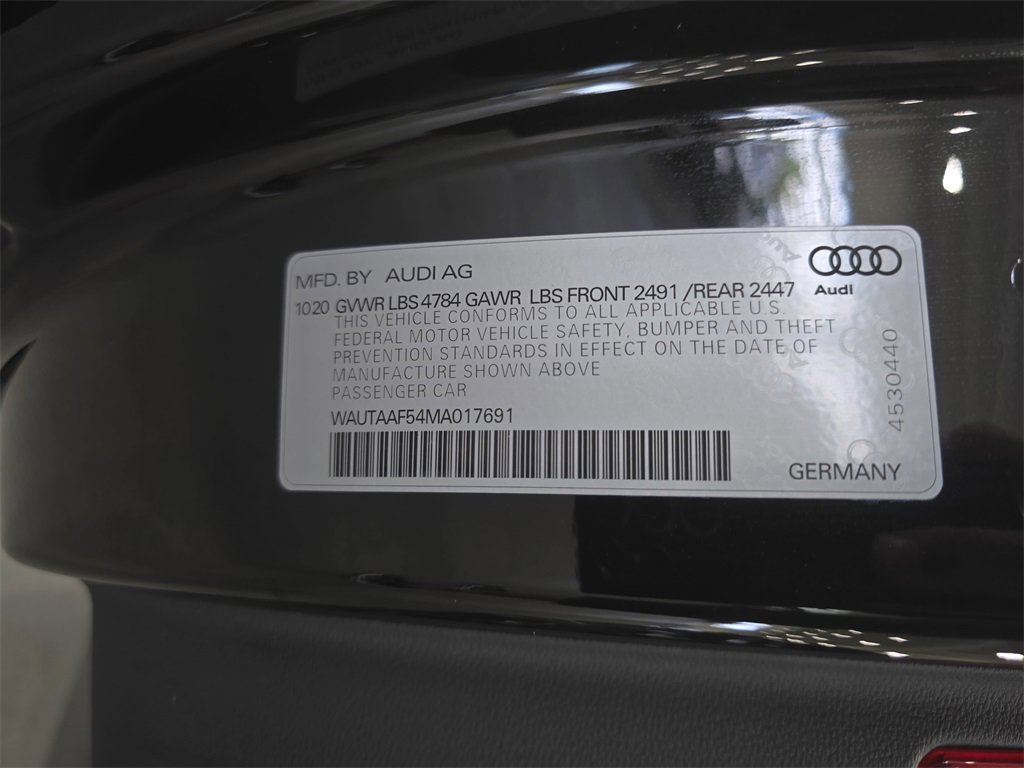 MFD. BY AUDI AG
Audi
1020 GVWR LBS 4784 GAWR LBS FRONT 2491 /REAR 2447
THIS VEHICLE CONFORMS TO ALL APPLICABLE U.S.
FEDERAL MOTOR VEHICLE SAFETY, BUMPER AND THEFT
PREVENTION STANDARDS IN EFFECT ON THE DATE OF
MANUFACTURE SHOWN ABOVE
PASSENGER CAR
WAUTAAF54MA017691
4530440
GERMANY